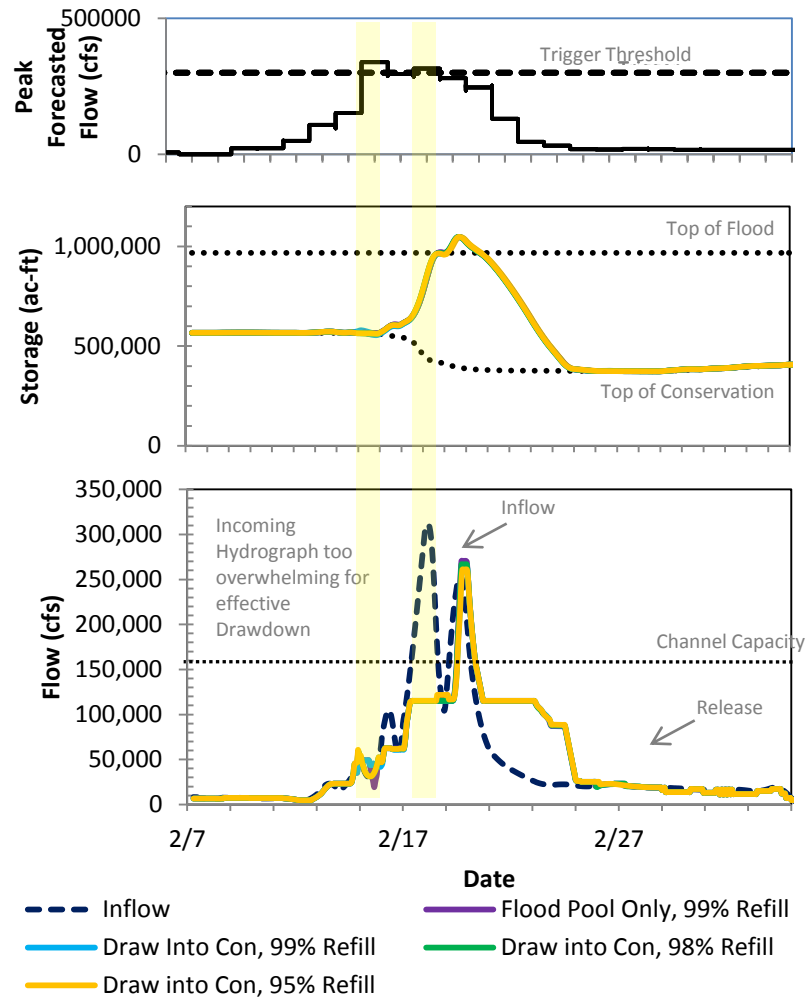 500000
0
Peak
Forecasted
Flow (cfs)
Trigger Threshold
1,000,000
500,000
0
Storage (ac-ft)
Top of Flood
Top of Conservation
350,000
300,000
250,000
200,000
150,000
100,000
50,000
0
Flow (cfs)
Incoming
Hydrograph too
overwhelming for
effective
Drawdown
Inflow
Channel Capacity
Release
2/7
2/17
2/27
Date
Inflow
Flood Pool Only, 99% Refill
Draw Into Con, 99% Refill
Draw into Con, 98% Refill
Draw into Con, 95% Refill